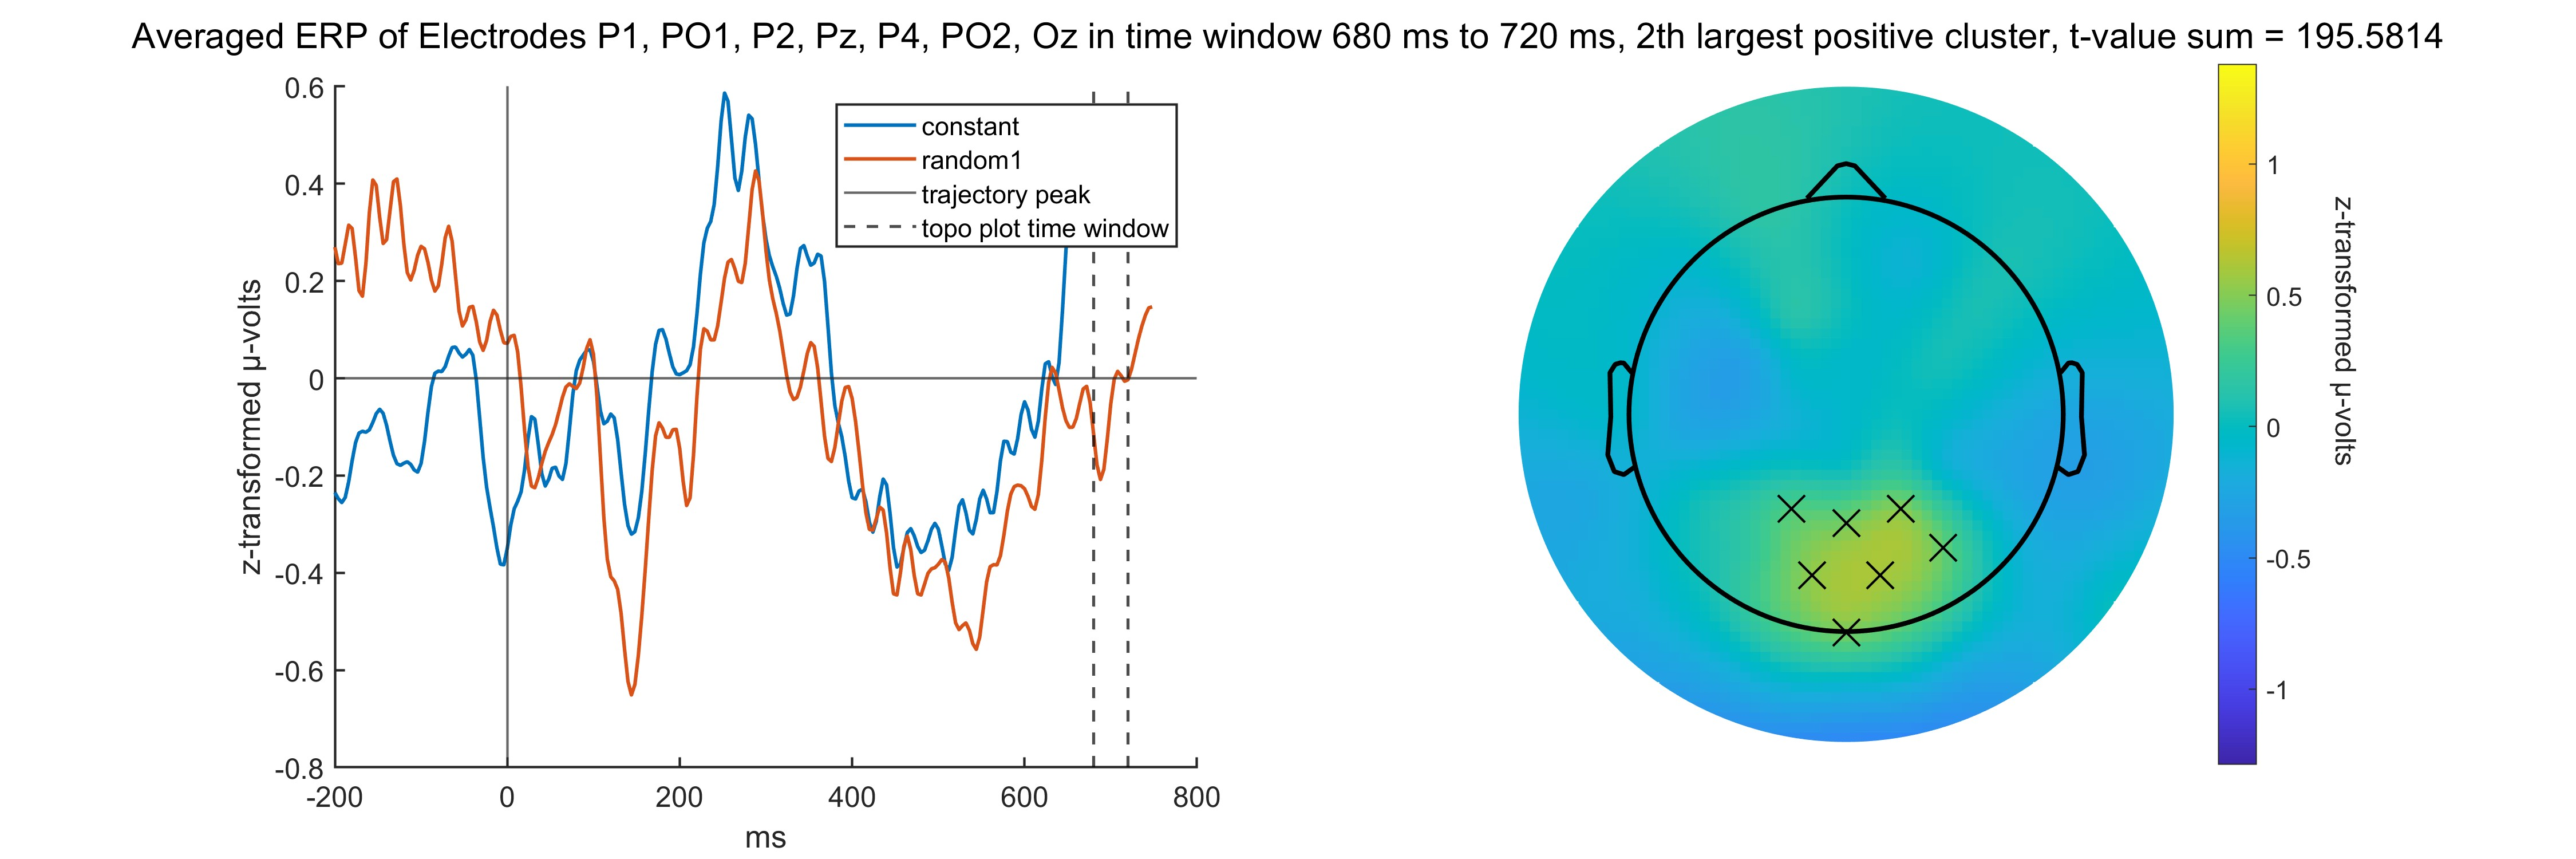 Averaged ERP of Electrodes P1, PO1, P2, Pz, P4, PO2, Oz in time window 680 ms to 720 ms, 2th largest positive cluster, t-value sum = 195.5814
z-transformed µ-volts
0.6
0.4
0.2
0
-0.2
-0.4
-0.6
-0.8
-200
0
200
400
600
800
ms
constant
random1
trajectory peak
topo plot time window
1
0.5
0
-0.5
-1
z-transformed µ-volts